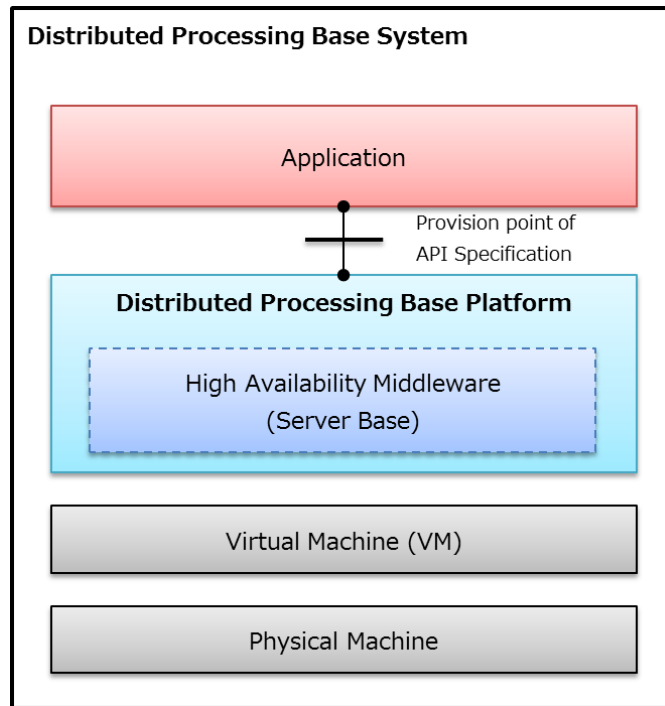 Distributed Processing Base System
Application
Provision point of
API Specification
Distributed Processing Base Platform
High Availability Middleware
(Server Base)
Virtual Machine (VM)
Physical Machine